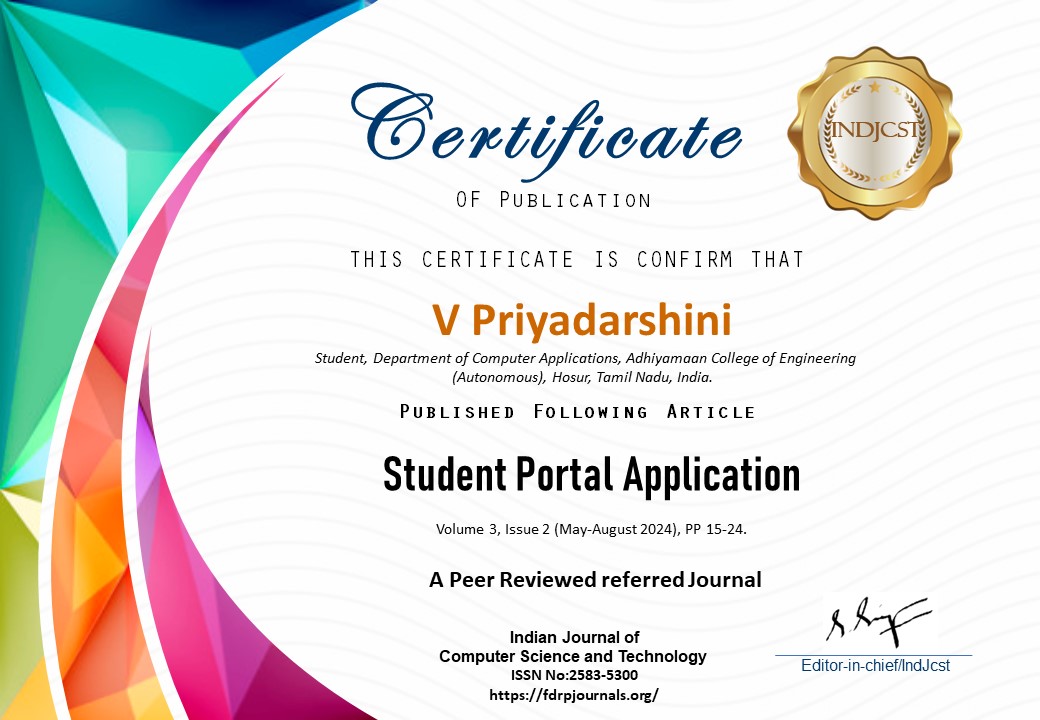 Certificate
OF PUBLICATION
INDJCST
THIS CERTIFICATE IS CONFIRM THAT
V Priyadarshini
Student, Department of Computer Applications, Adhiyamaan College of Engineering
(Autonomous), Hosur, Tamil Nadu, India.
PUBLISHED FOLLOWING ARTICLE
Student Portal Application
Volume 3, Issue 2 (May-August 2024), PP 15-24.
A Peer Reviewed referred Journal
Indian Journal of
Computer Science and Technology
ISSN No:2583-5300
https://fdrpjournals.org/
Editor-in-chief/IndJcst